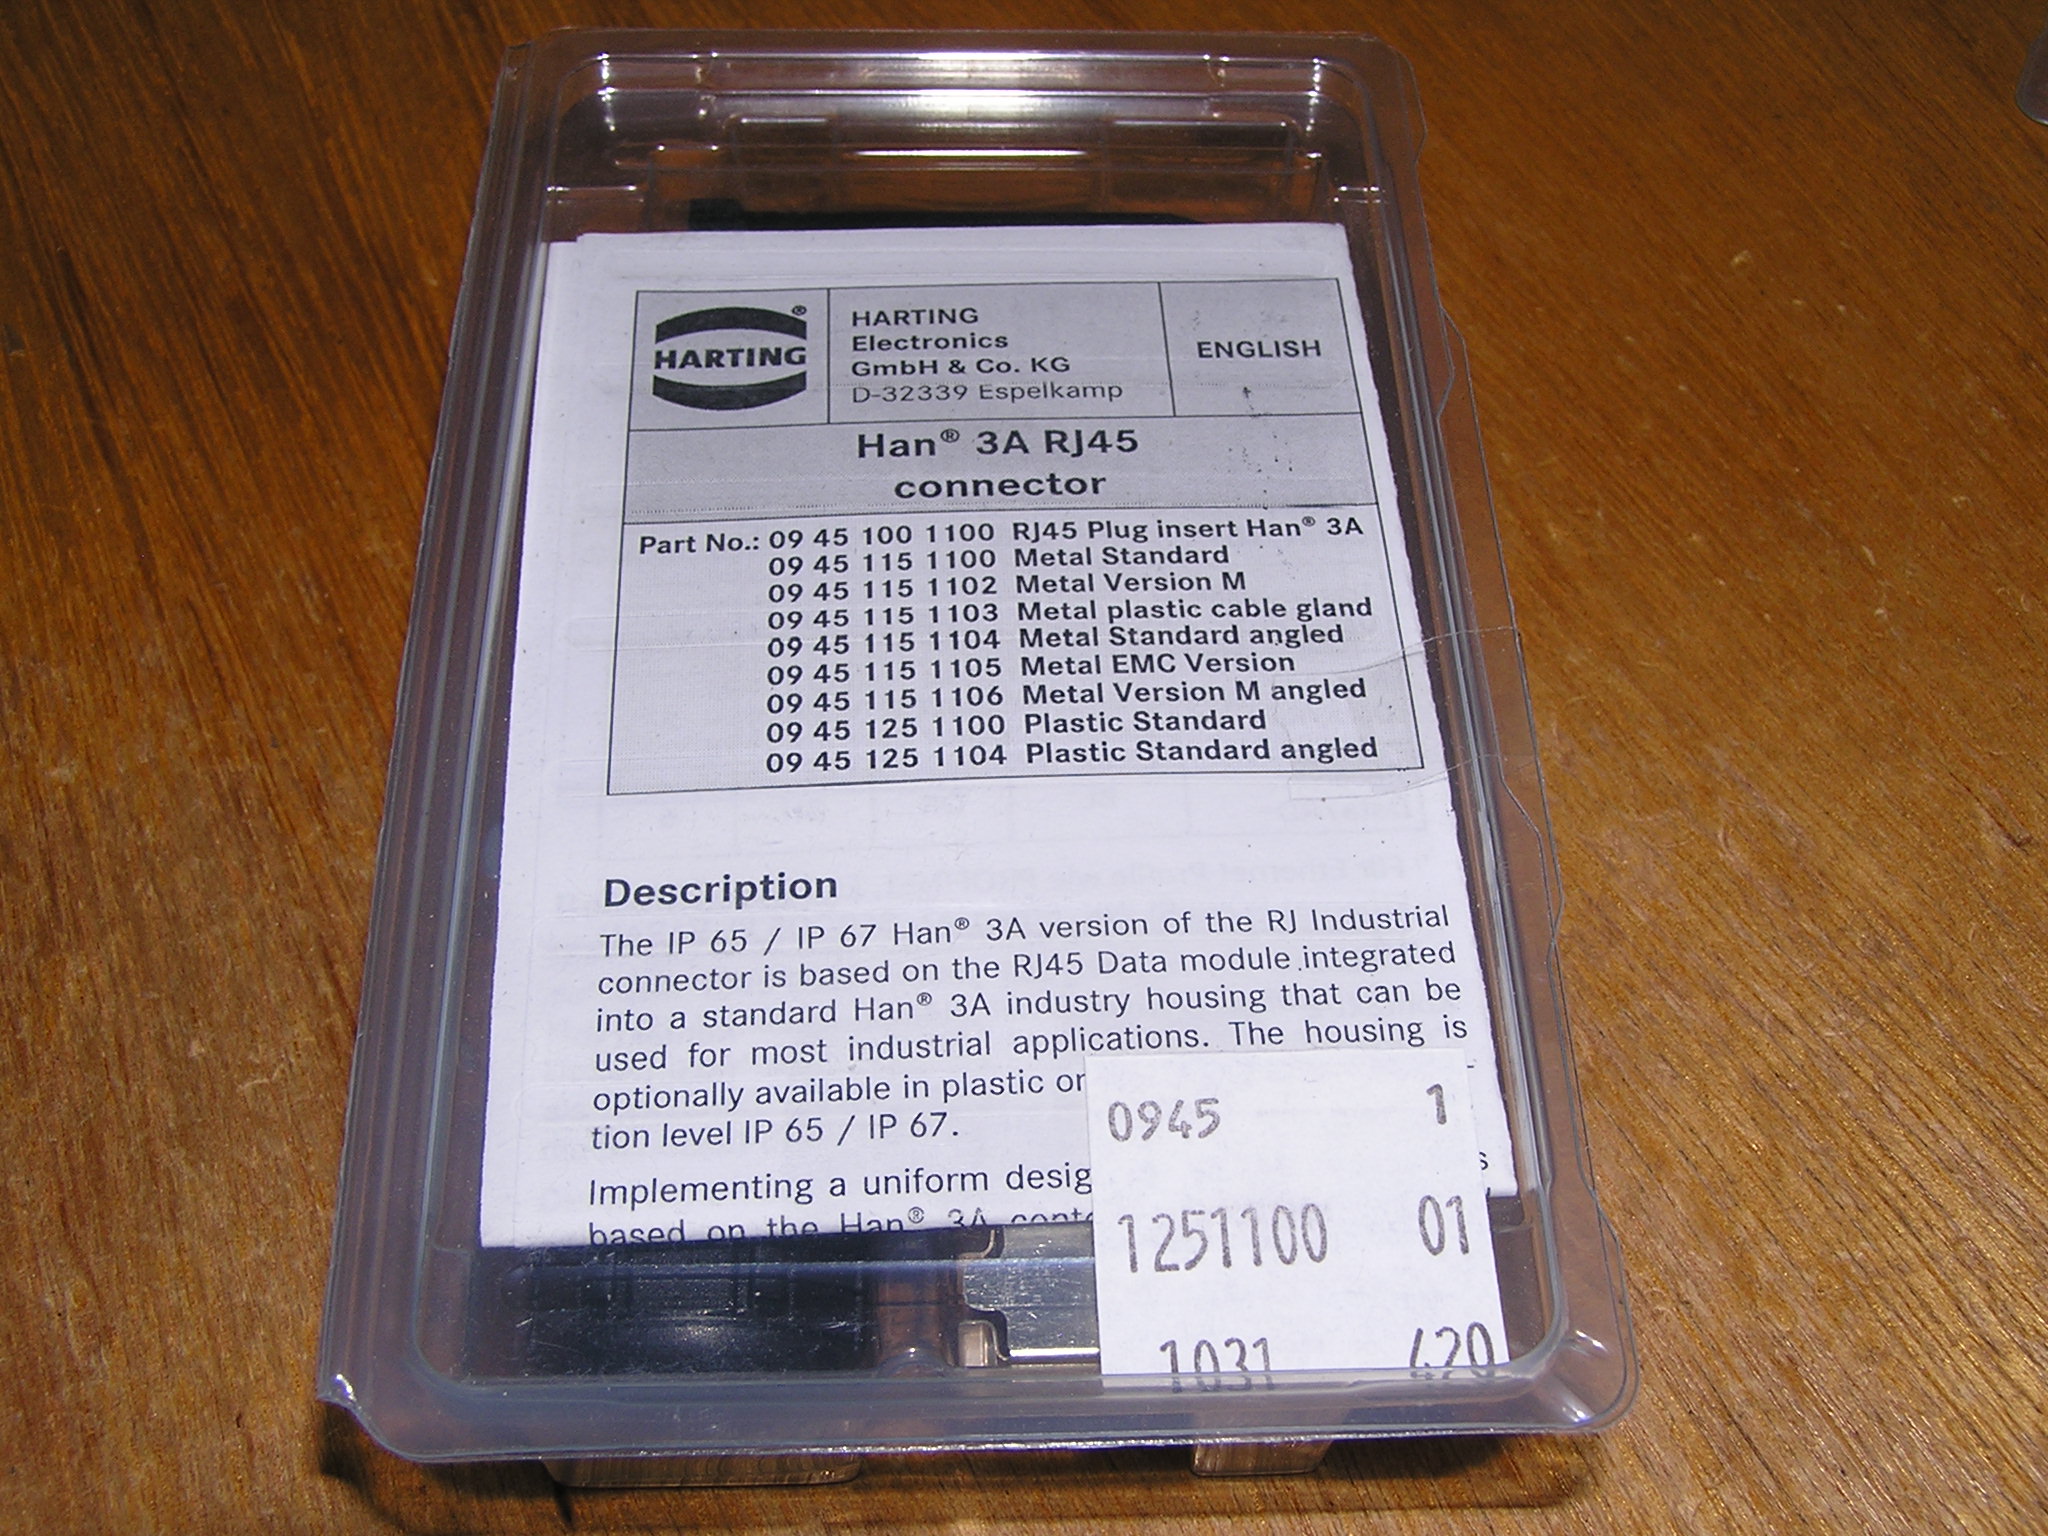 HARTING®
HARTING
Electronics
GmbH & Co. KG
D-32339 Espelkamp
ENGLISH
Han® 3A RJ45
connector
Part No.: 09 45 100 1100 RJ45 Plug insert Han® 3A
09 45 115 1100 Metal Standard
09 45 115 1102 Metal Version M
09 45 115 1103 Metal plastic cable gland
09 45 115 1104 Metal Standard angled
09 45 115 1105 Metal EMC Version
09 45 115 1106 Metal Version M angled
09 45 125 1100 Plastic Standard
09 45 125 1104 Plastic Standard angled
Description
The IP 65 / IP 67 Han® 3A version of the RJ Industrial
connector is based on the RJ45 Data module integrated
into a standard Han® 3A industry housing that can be
used for most industrial applications. The housing is
optionally available in plastic or
tion level IP 65 / IP 67.
Implementing a uniform desig
based on the Han® 3A
0945 1
1251100 01
1031 420